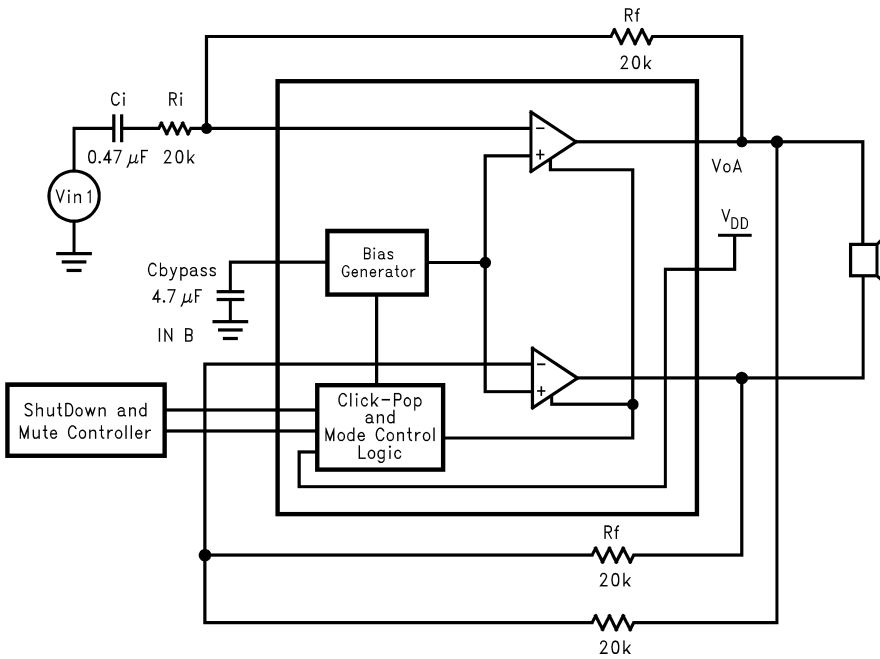 Rf
20k
Ci
Ri
0.47 μF
20k
−
+
VoA
Vin1
VDD
Bias
Generator
Cbypass
4.7 μF
IN B
−
+
ShutDown and
Mute Controller
Click-Pop
and
Mode Control
Logic
Rf
20k
20k